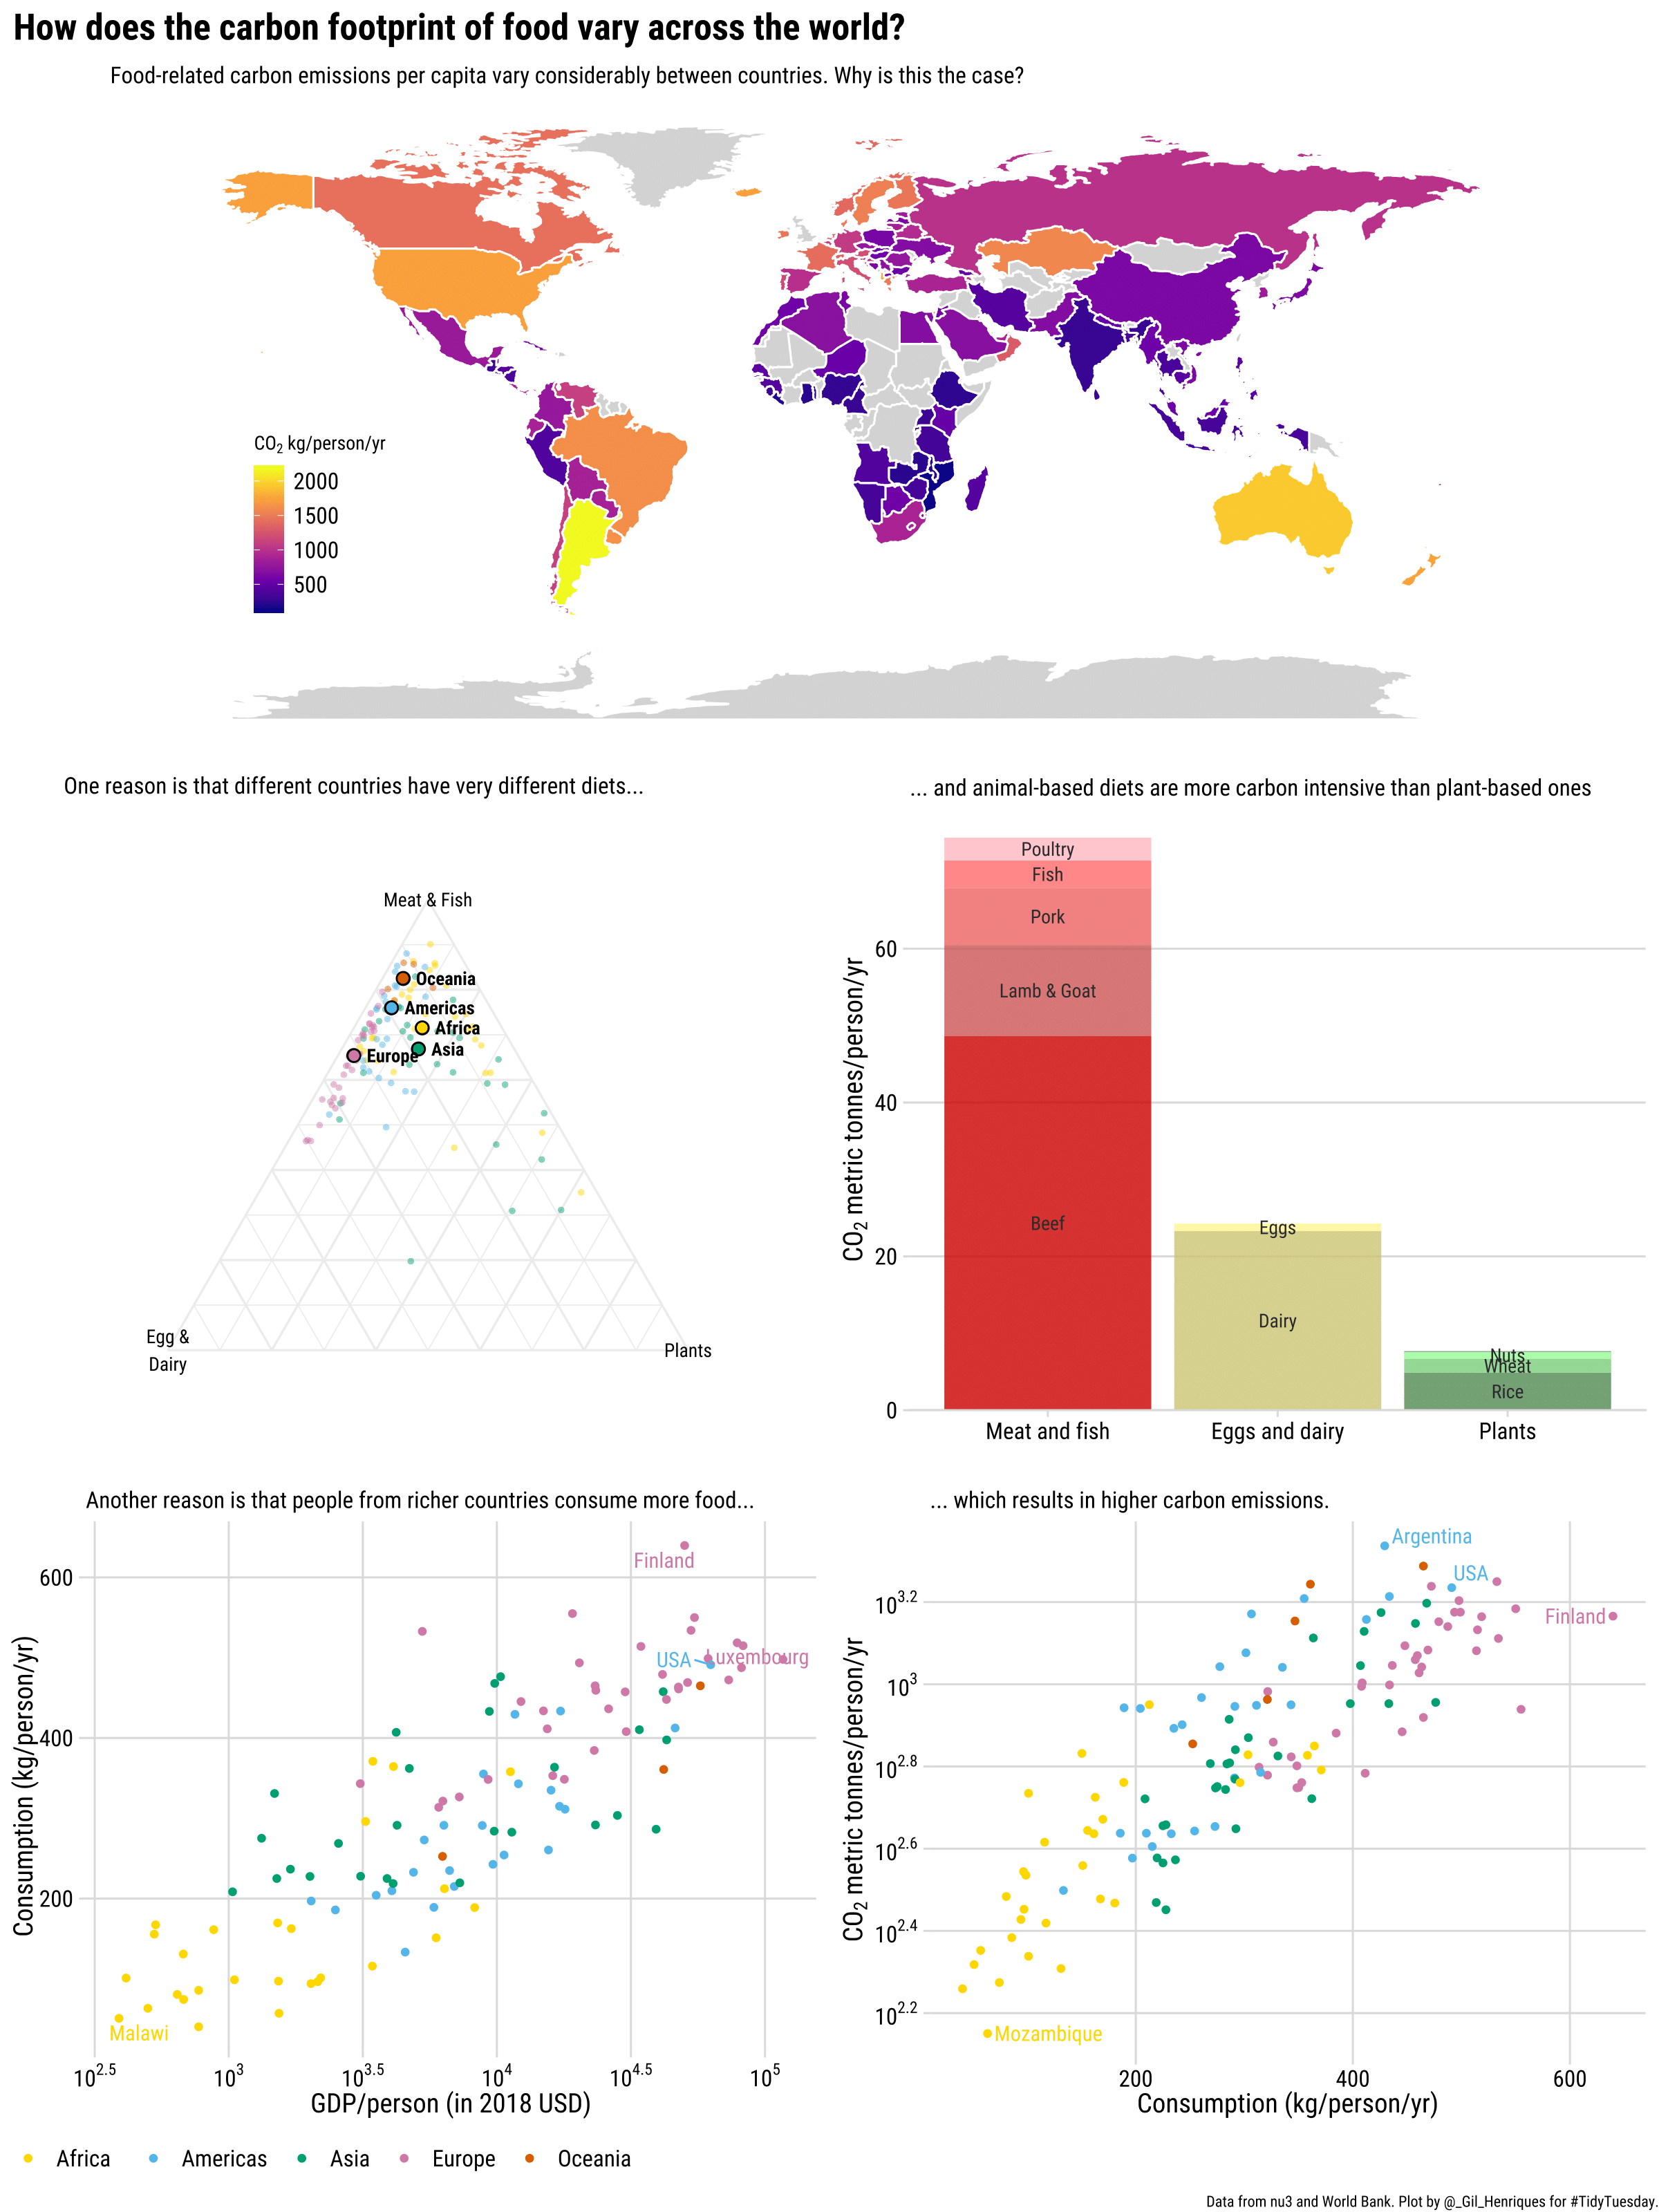 How does the carbon footprint of food vary across the world?
Food-related carbon emissions per capita vary considerably between countries. Why is this the case?
CO₂ kg/person/yr
2000
1500
1000
500
One reason is that different countries have very different diets...
Meat & Fish
Oceania
Americas
Africa
Asia
Europe
Egg &
Dairy
Plants
... and animal-based diets are more carbon intensive than plant-based ones
CO₂ metric tonnes/person/yr
60
40
20
0
Poultry
Fish
Pork
Lamb & Goat
Beef
Eggs
Dairy
Nuts
Wheat
Rice
Meat and fish
Eggs and dairy
Plants
Another reason is that people from richer countries consume more food...
Consumption (kg/person/yr)
600
400
200
Finland
USA
Luxembourg
Malawi
10^2.5
10^3
10^3.5
10^4
10^4.5
10^5
GDP/person (in 2018 USD)
... which results in higher carbon emissions.
CO₂ metric tonnes/person/yr
10^3.2
10^3
10^2.8
10^2.6
10^2.4
10^2.2
Argentina
USA
Finland
Mozambique
200
400
600
Consumption (kg/person/yr)
Africa
Americas
Asia
Europe
Oceania
Data from nu3 and World Bank. Plot by @_Gil_Henriques for #TidyTuesday.